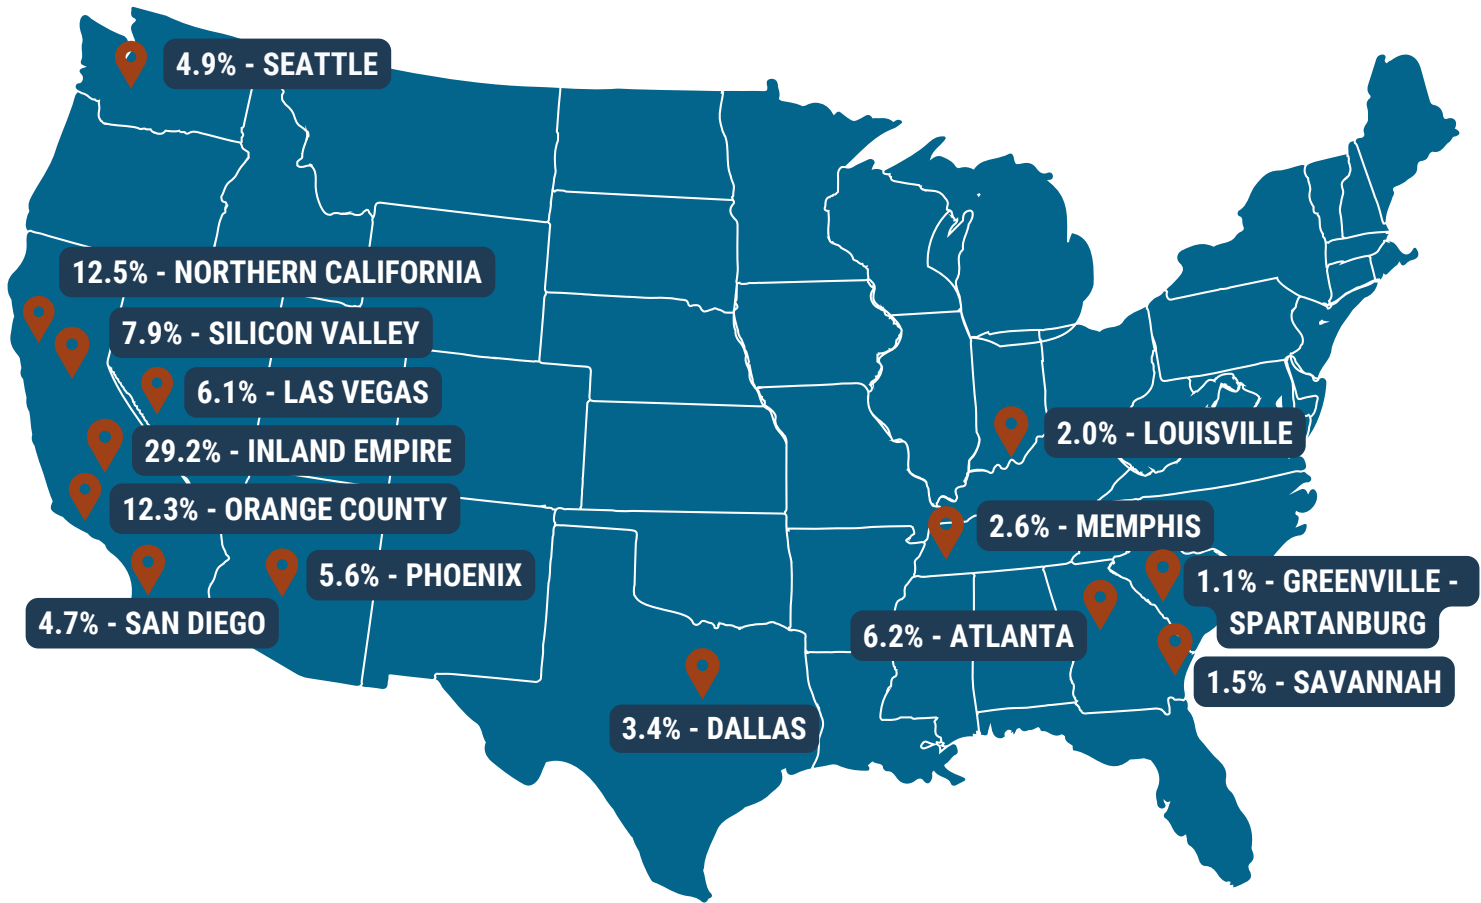 4.9% - SEATTLE
12.5% - NORTHERN CALIFORNIA
7.9% - SILICON VALLEY
6.1% - LAS VEGAS
29.2% - INLAND EMPIRE
12.3% - ORANGE COUNTY
5.6% - PHOENIX
4.7% - SAN DIEGO
3.4% - DALLAS
2.0% - LOUISVILLE
2.6% - MEMPHIS
1.1% - GREENVILLE -
SPARTANBURG
6.2% - ATLANTA
1.5% - SAVANNAH